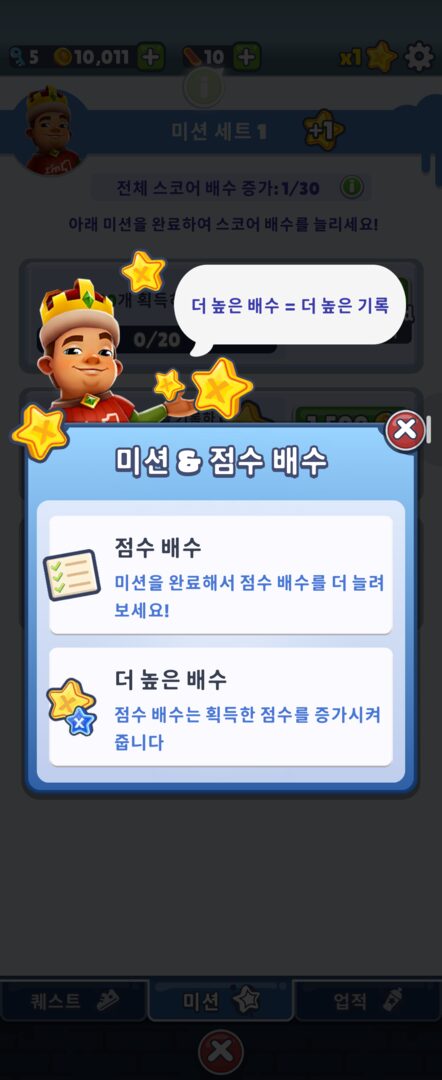 5
10,011
10
x1
미션 세트 1
+1
전체 스코어 배수 증가: 1/30
아래 미션을 완료하여 스코어 배수를 늘리세요!
더 높은 배수 = 더 높은 기록
0/20
미션 & 점수 배수
점수 배수
미션을 완료해서 점수 배수를 더 늘려
보세요!
더 높은 배수
점수 배수는 획득한 점수를 증가시켜
줍니다
퀘스트
미션
업적